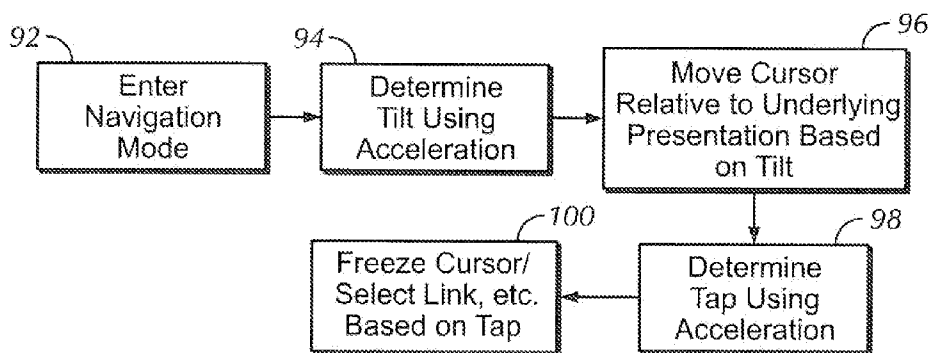 92
Enter
Navigation
Mode
94
Determine
Tilt Using
Acceleration
96
Move Cursor
Relative to Underlying
Presentation Based
on Tilt
98
Determine
Tap Using
Acceleration
100
Freeze Cursor/
Select Link, etc.
Based on Tap